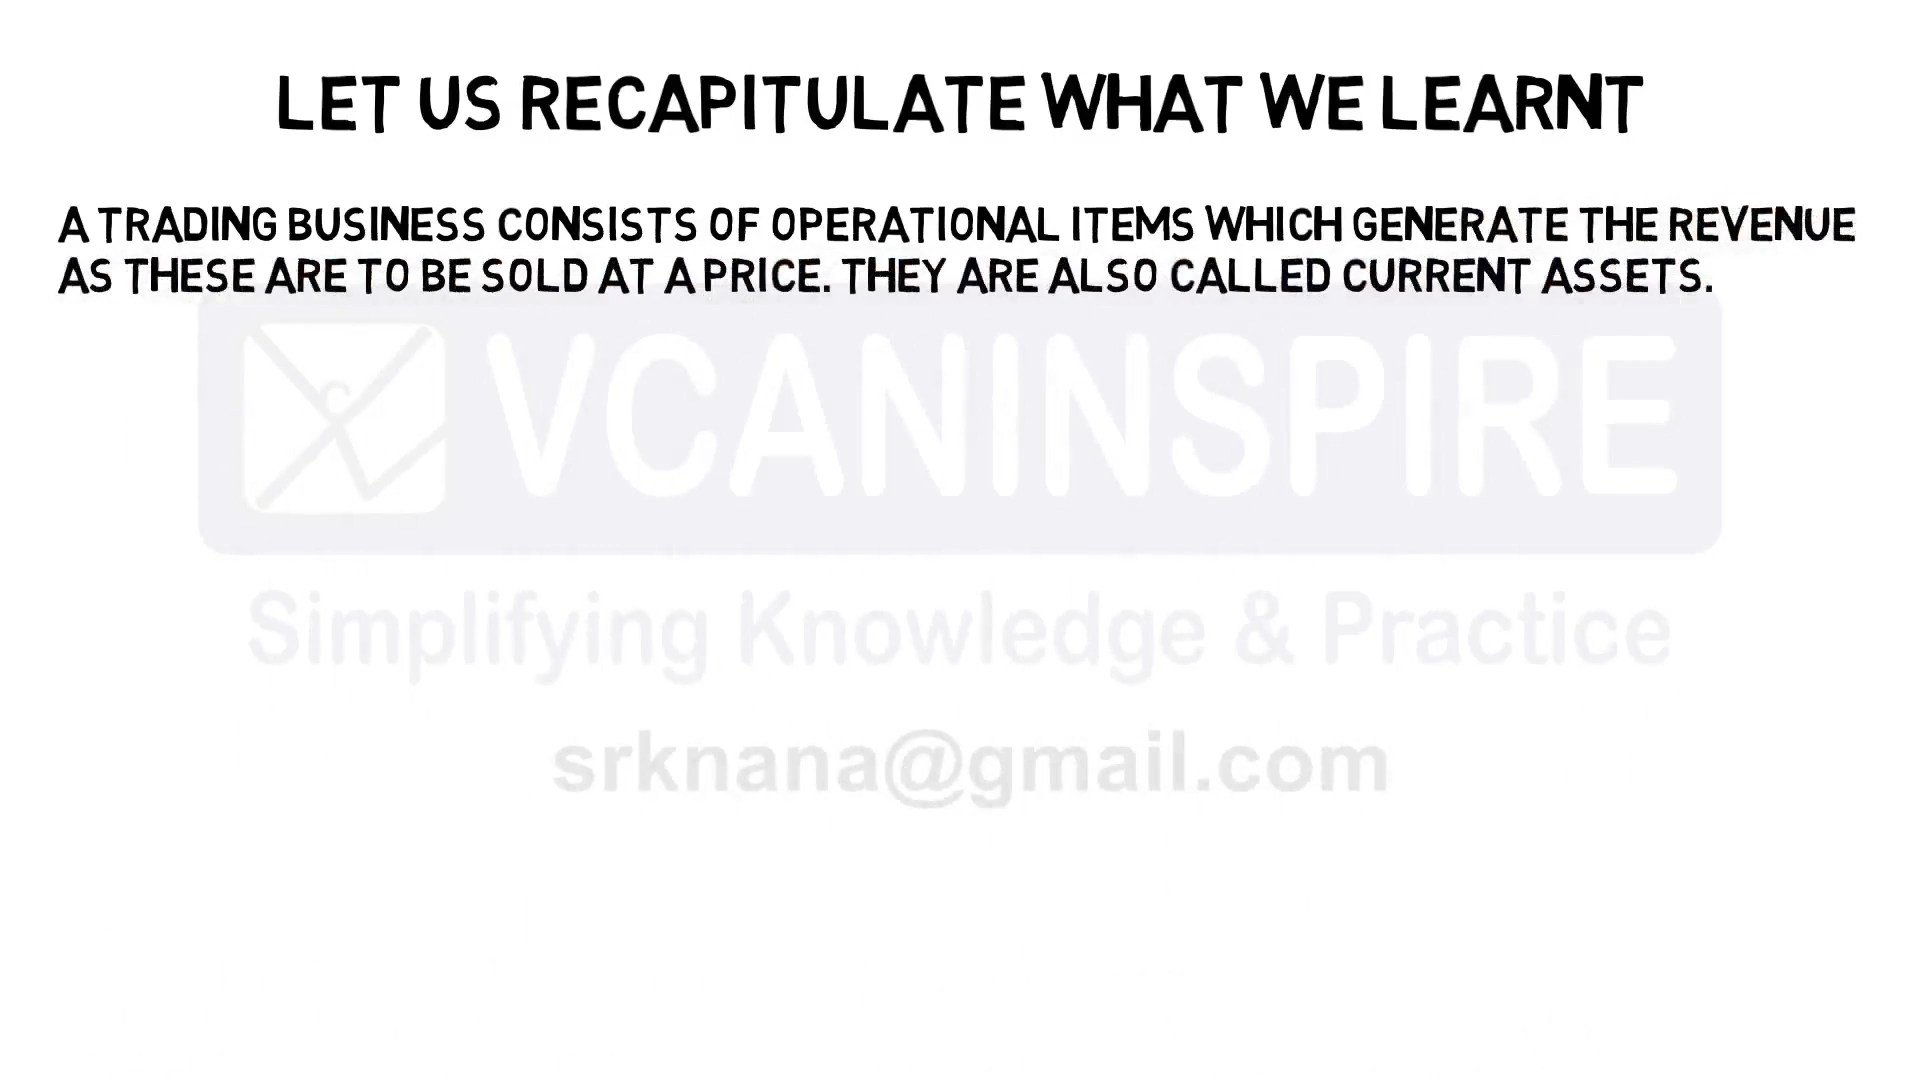 LET US RECAPITULATE WHAT WE LEARNT
A TRADING BUSINESS CONSISTS OF OPERATIONAL ITEMS WHICH GENERATE THE REVENUE
AS THESE ARE TO BE SOLD AT A PRICE. THEY ARE ALSO CALLED CURRENT ASSETS.
VCANINSPIRE
Simplifying Knowledge & Practice
srknana@gmail.com